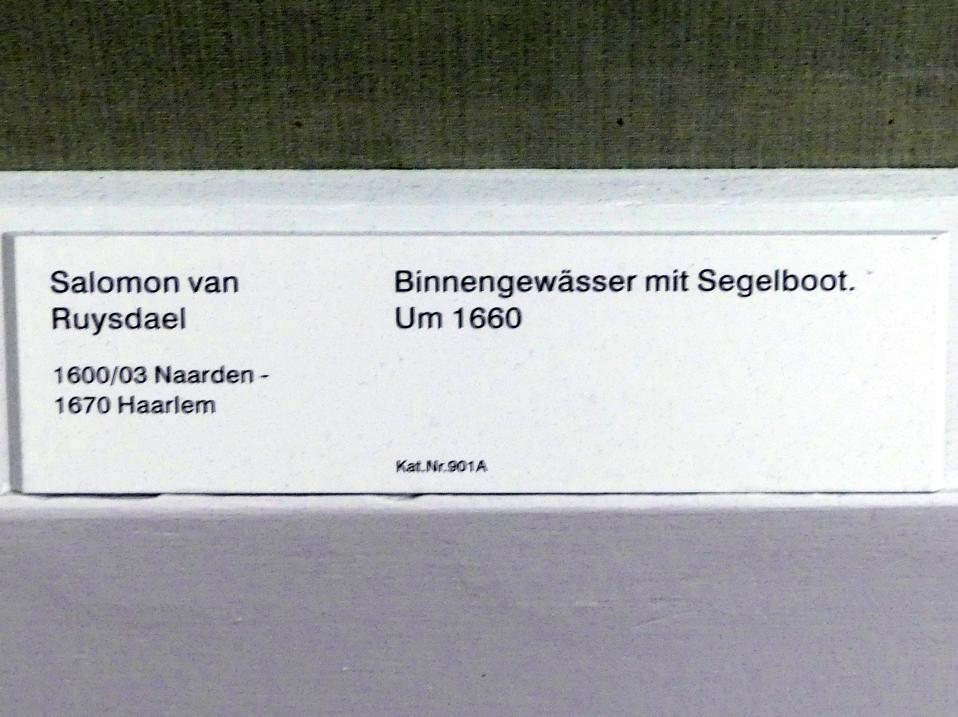 Salomon van
Ruysdael
1600/03 Naarden -
1670 Haarlem
Binnengewässer mit Segelboot.
Um 1660
Kat.Nr.901A